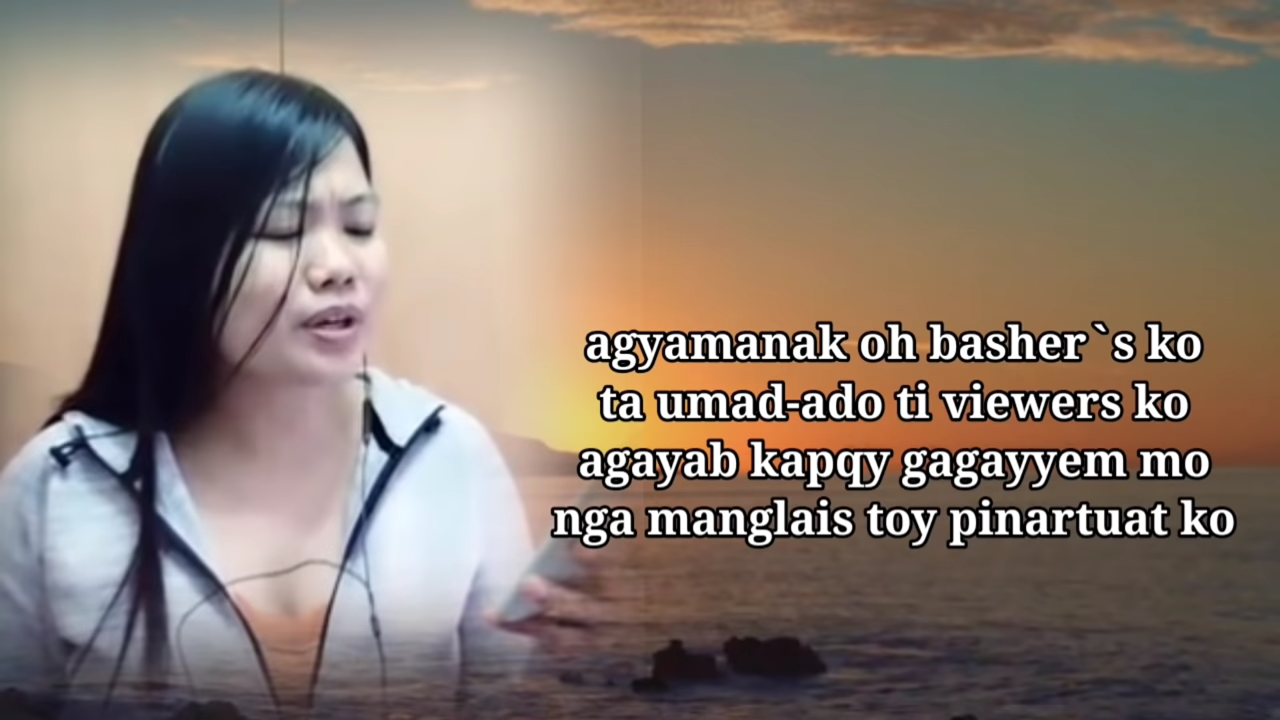 agyamanak oh basher`s ko
ta umad-ado ti viewers ko
agayab kapqy gagayyem mo
nga manglais toy pinartuat ko